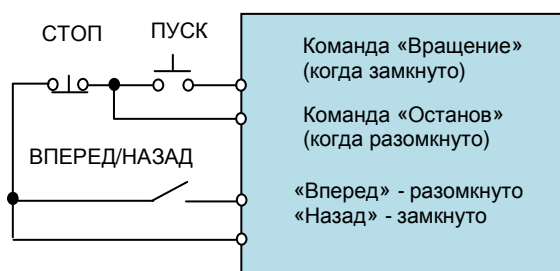 СТОП
ПУСК
Команда «Вращение»
(когда замкнуто)
Команда «Останов»
(когда разомкнуто)
ВПЕРЕД/НАЗАД
«Вперед» - разомкнуто
«Назад» - замкнуто